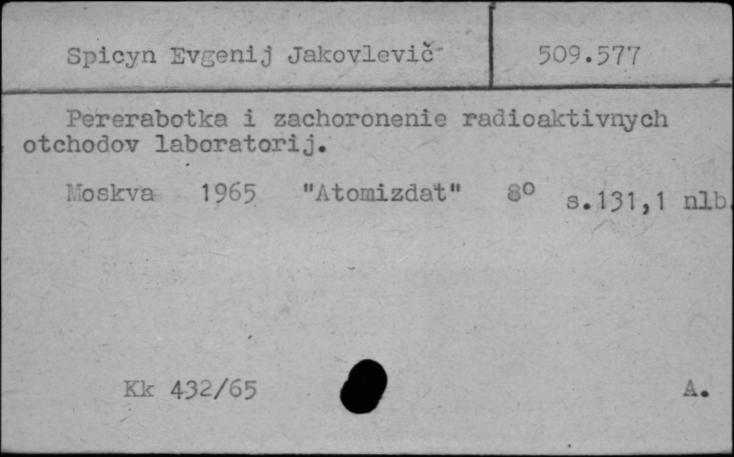 Spicyn Evgenij Jakovlevič 509.577
Pererabotka i zachoronenie radioaktivnych
otchodov laboratorij.
Moskva 1965 "Atomizdat" 8° s.131,1 nlb.
Kk 432/65 A.